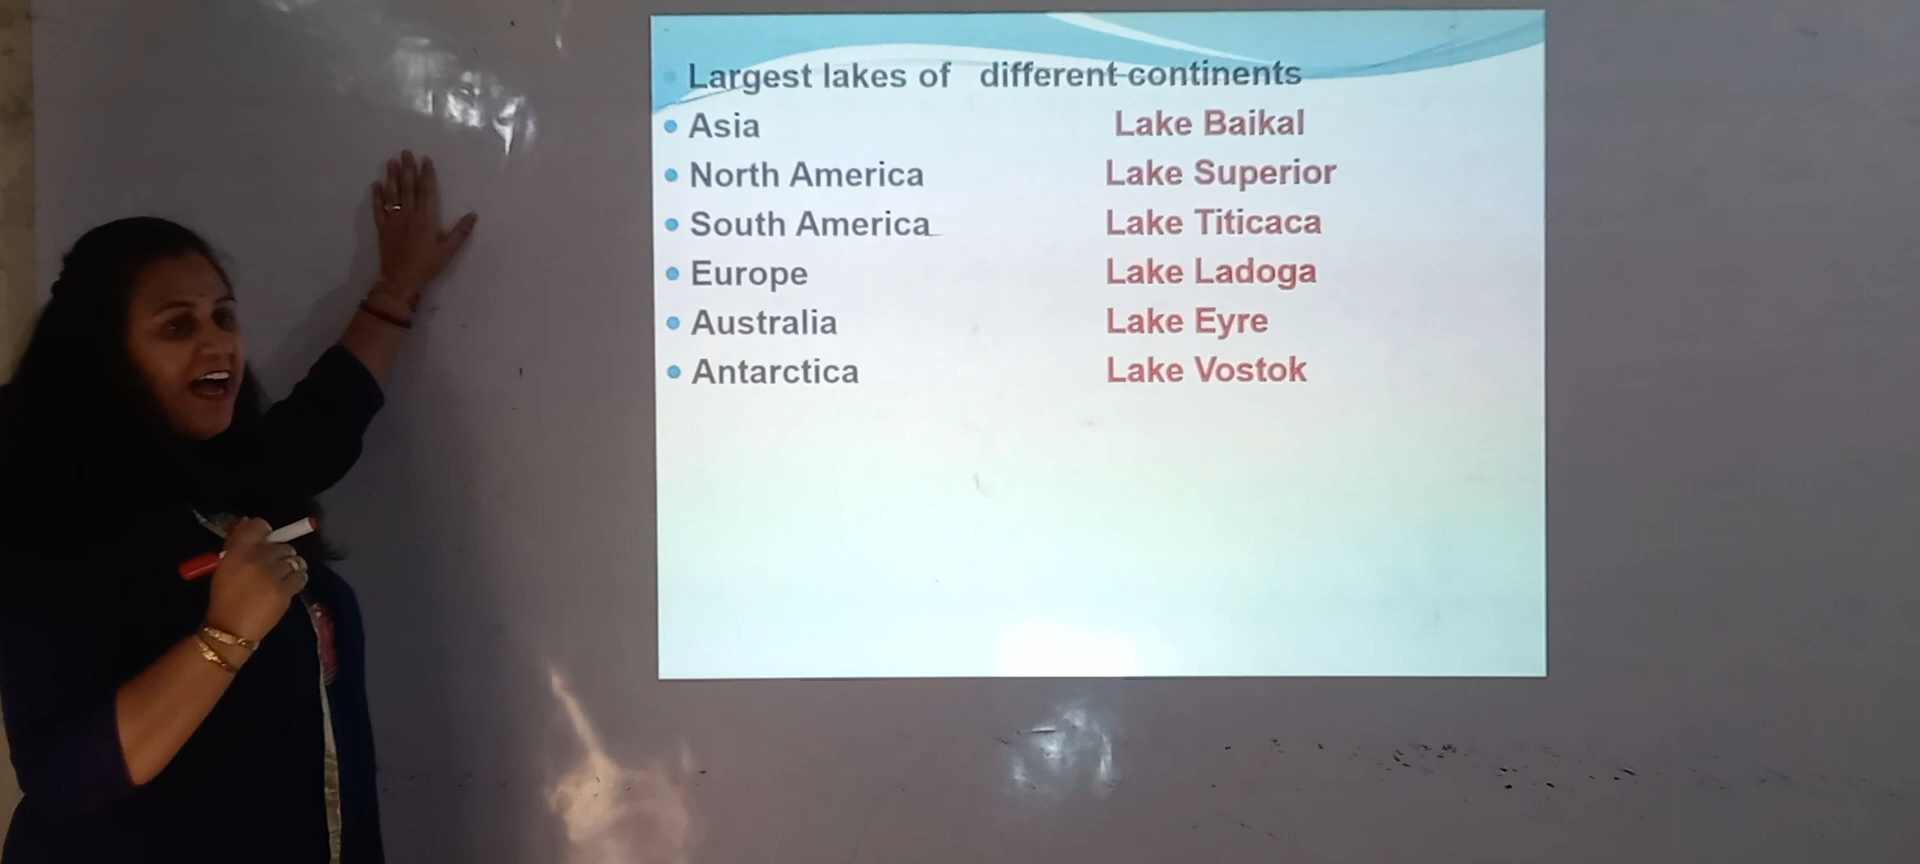 Largest lakes of different continents
Asia Lake Baikal
North America Lake Superior
South America Lake Titicaca
Europe Lake Ladoga
Australia Lake Eyre
Antarctica Lake Vostok